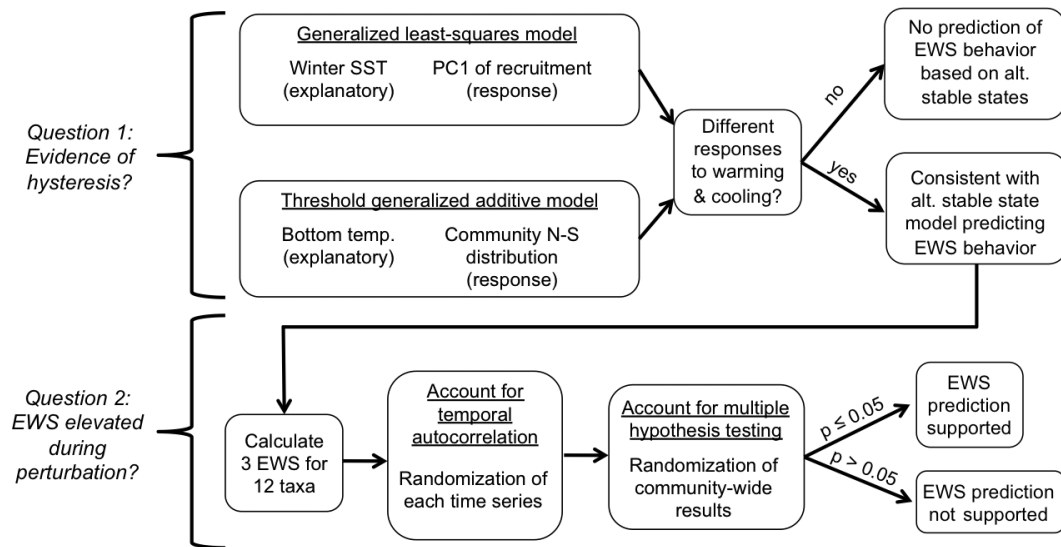 Question 1:
Evidence of
hysteresis?
Generalized least-squares model
Winter SST
(explanatory)
PC1 of recruitment
(response)
Threshold generalized additive model
Bottom temp.
(explanatory)
Community N-S
distribution
(response)
Different
responses
to warming
& cooling?
no
yes
No prediction of
EWS behavior
based on alt.
stable states
Consistent with
alt. stable state
model predicting
EWS behavior
Question 2:
EWS elevated
during
perturbation?
Calculate
3 EWS for
12 taxa
Account for
temporal
autocorrelation
Randomization of
each time series
Account for multiple
hypothesis testing
Randomization of
community-wide
results
p ≤ 0.05
p > 0.05
EWS
prediction
supported
EWS prediction
not supported